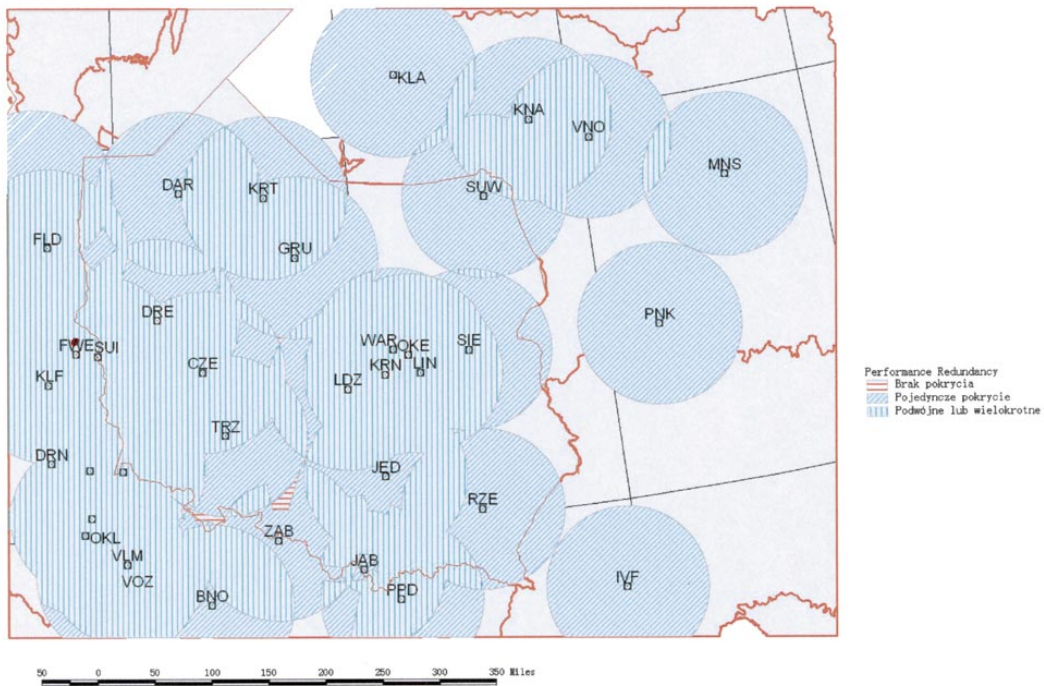 KLA
KNA
VNO
MNS
DAR
KRT
SUW
FLD
GRU
DRE
PNK
FWE
SUI
WAR
OKE
SIE
CZE
KRN
LIN
KLF
LDZ
TRZ
DRN
JED
RZE
OKL
ZAB
VLM
JAB
IVF
VOZ
BNO
PPD
Performance Redundancy
Brak pokrycia
Pojedyncze pokrycie
Podwójne lub wielokrotne
50 0 50 100 150 200 250 300 350 Miles